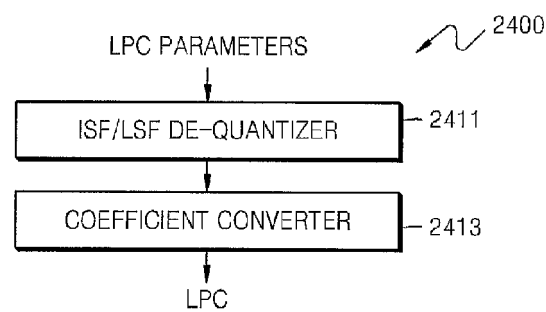 2400
LPC PARAMETERS
ISF/LSF DE-QUANTIZER
2411
COEFFICIENT CONVERTER
2413
LPC